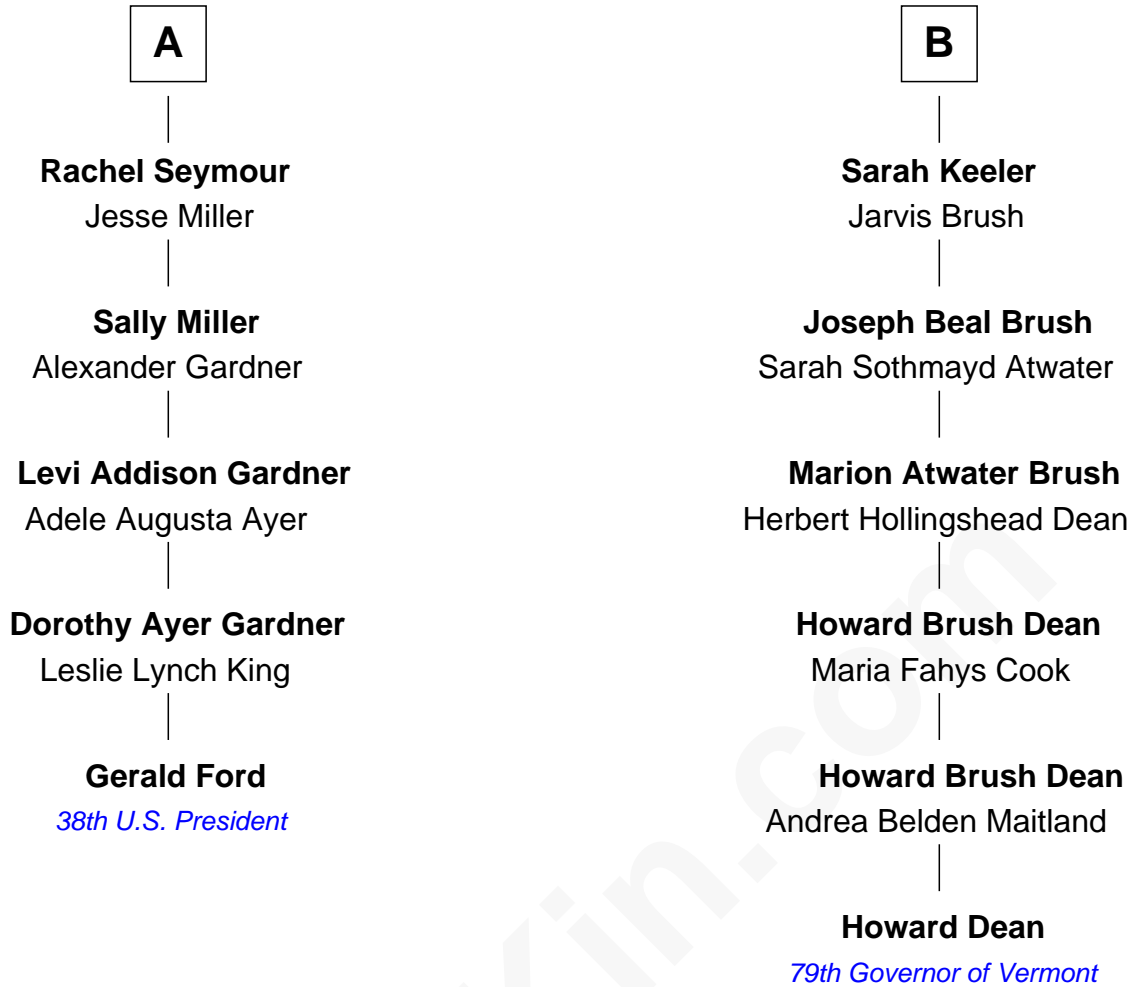 A
Rachel Seymour
Jesse Miller
Sally Miller
Alexander Gardner
Levi Addison Gardner
Adele Augusta Ayer
Dorothy Ayer Gardner
Leslie Lynch King
Gerald Ford
38th U.S. President
B
Sarah Keeler
Jarvis Brush
Joseph Beal Brush
Sarah Sothmayd Atwater
Marion Atwater Brush
Herbert Hollingshead Dean
Howard Brush Dean
Maria Fahys Cook
Howard Brush Dean
Andrea Belden Maitland
Howard Dean
79th Governor of Vermont
Kin.com